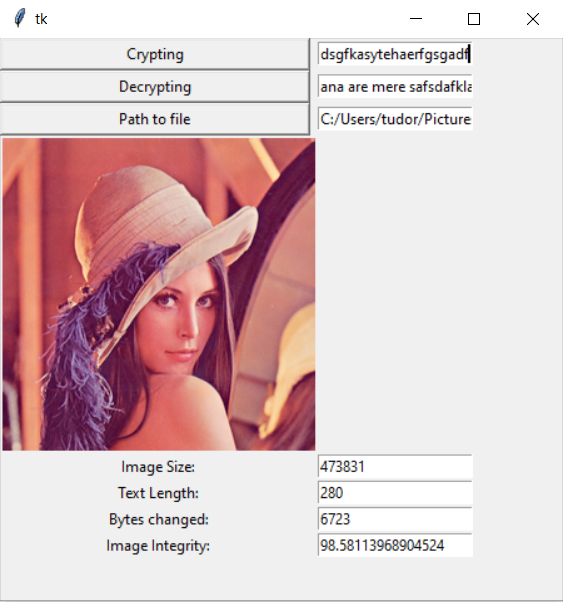 tk
Crypting dsgfkasytehaerfgsgadf
Decrypting ana are mere safsdafkla
Path to file C:/Users/tudor/Picture
Image Size: 473831
Text Length: 280
Bytes changed: 6723
Image Integrity: 98.58113968904524